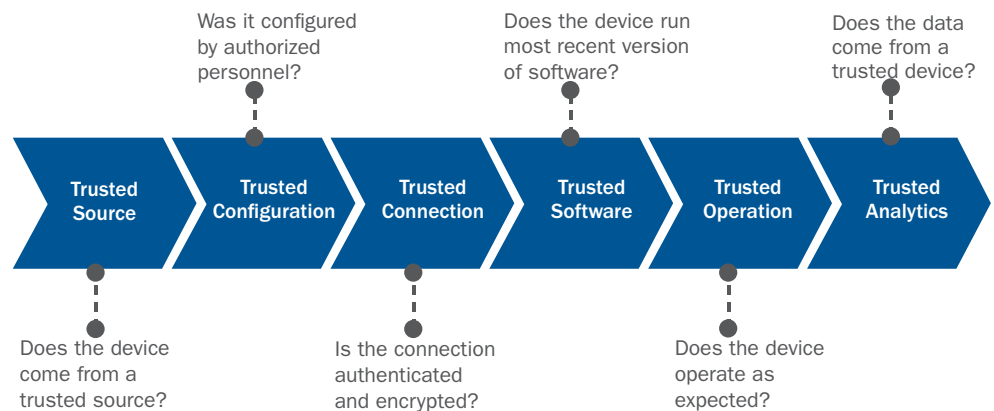 Was it configured
by authorized
personnel?
Does the device run
most recent version
of software?
Does the data
come from a
trusted device?
Trusted
Source
Trusted
Configuration
Trusted
Connection
Trusted
Software
Trusted
Operation
Trusted
Analytics
Does the device
come from a
trusted source?
Is the connection
authenticated
and encrypted?
Does the device
operate as
expected?